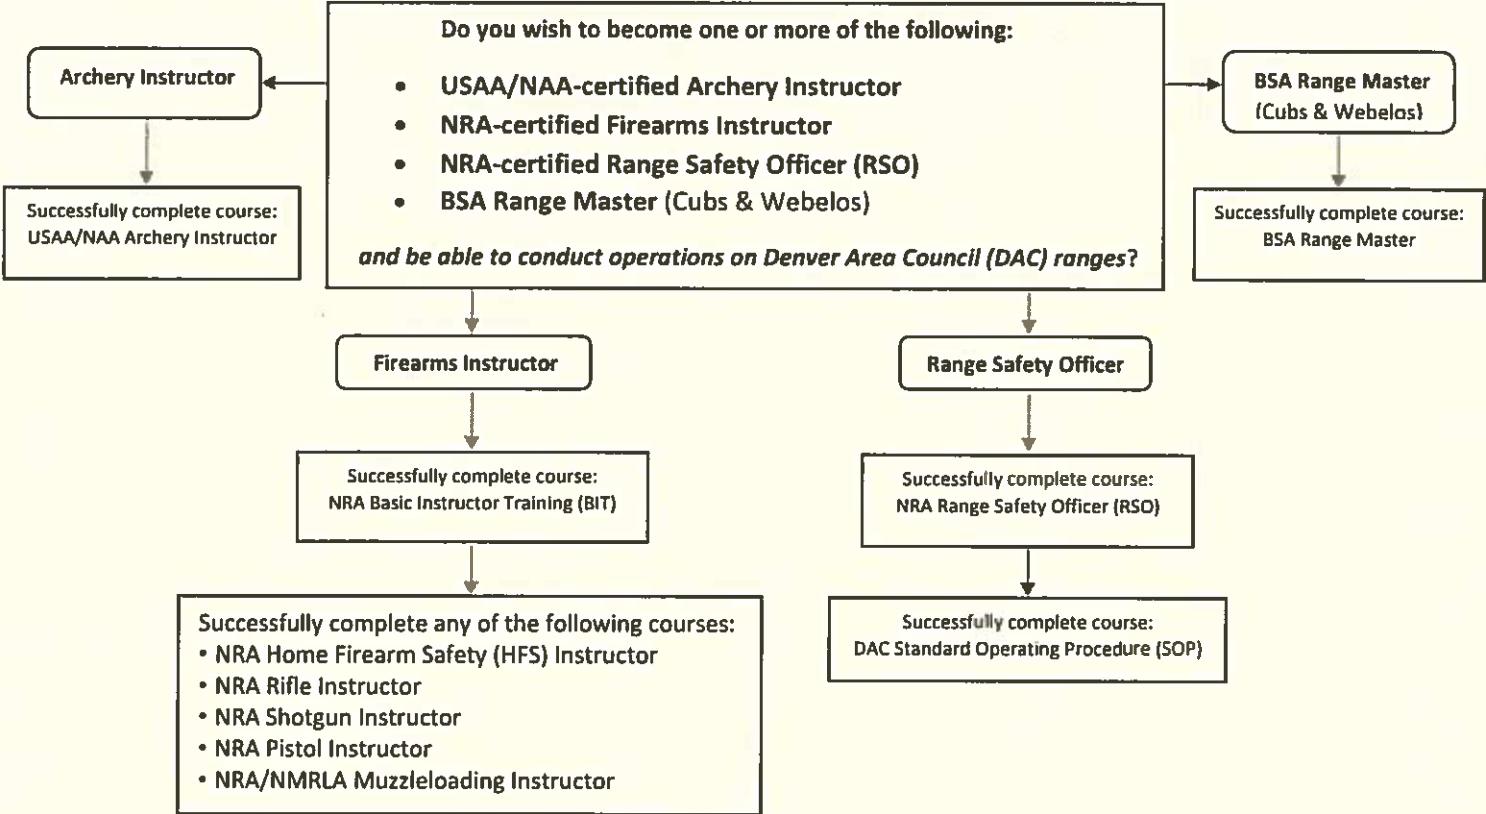 Do you wish to become one or more of the following:
• USAA/NAA-certified Archery Instructor
• NRA-certified Firearms Instructor
• NRA-certified Range Safety Officer (RSO)
• BSA Range Master (Cubs & Webelos)
and be able to conduct operations on Denver Area Council (DAC) ranges?
Archery Instructor
Successfully complete course:
USAA/NAA Archery Instructor
BSA Range Master
(Cubs & Webelos)
Successfully complete course:
BSA Range Master
Firearms Instructor
Successfully complete course:
NRA Basic Instructor Training (BIT)
Successfully complete any of the following courses:
• NRA Home Firearm Safety (HFS) Instructor
• NRA Rifle Instructor
• NRA Shotgun Instructor
• NRA Pistol Instructor
• NRA/NMRLA Muzzleloading Instructor
Range Safety Officer
Successfully complete course:
NRA Range Safety Officer (RSO)
Successfully complete course:
DAC Standard Operating Procedure (SOP)